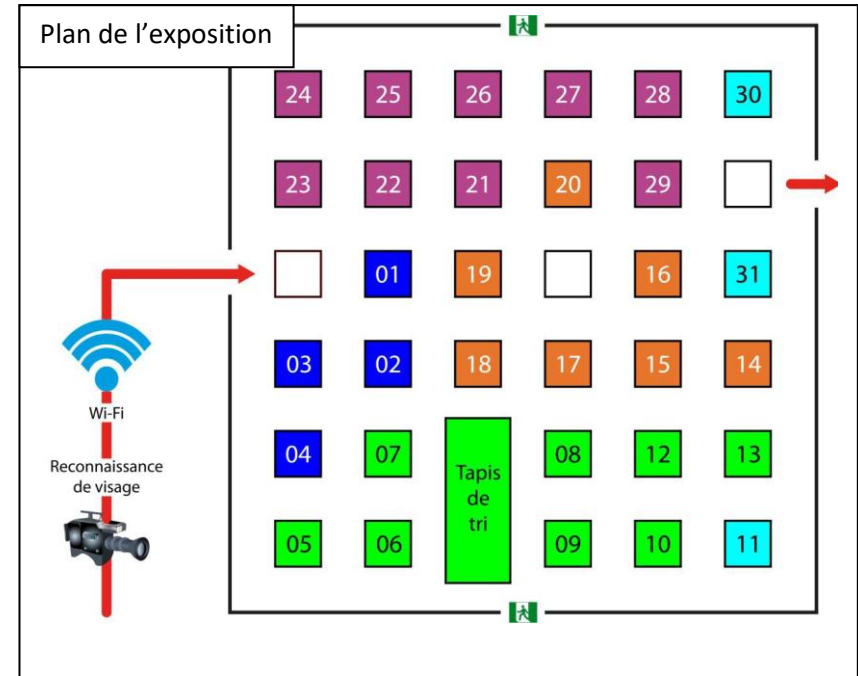 Plan de l’exposition
24 25 26 27 28 30
23 22 21 20 29
01 19 16 31
03 02 18 17 15 14
Wi-Fi
04 07 08 12 13
Reconnaissance
de visage
Tapis
de
tri
05 06 09 10 11